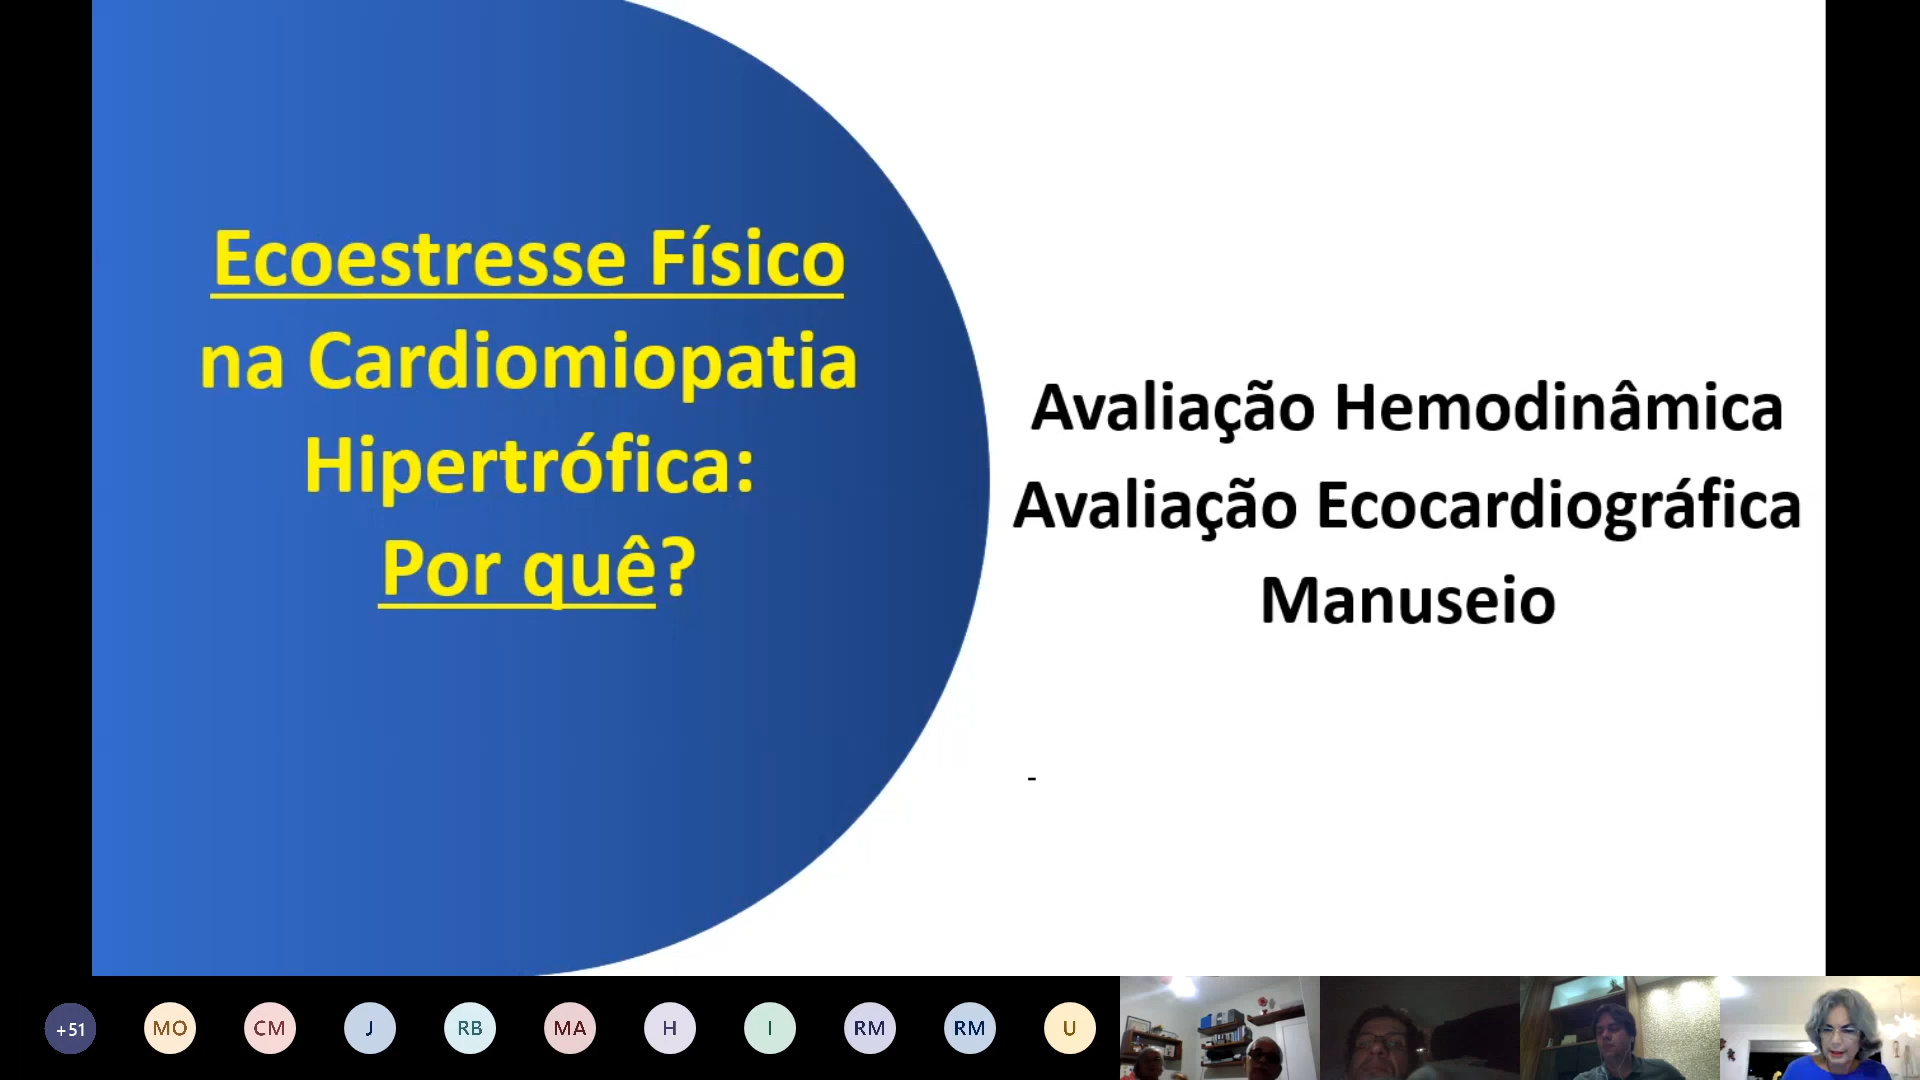 Ecoestresse Físico
na Cardiomiopatia
Hipertrófica:
Por quê?
Avaliação Hemodinâmica
Avaliação Ecocardiográfica
Manuseio
-
+51
MO
CM
J
RB
MA
H
I
RM
RM
U